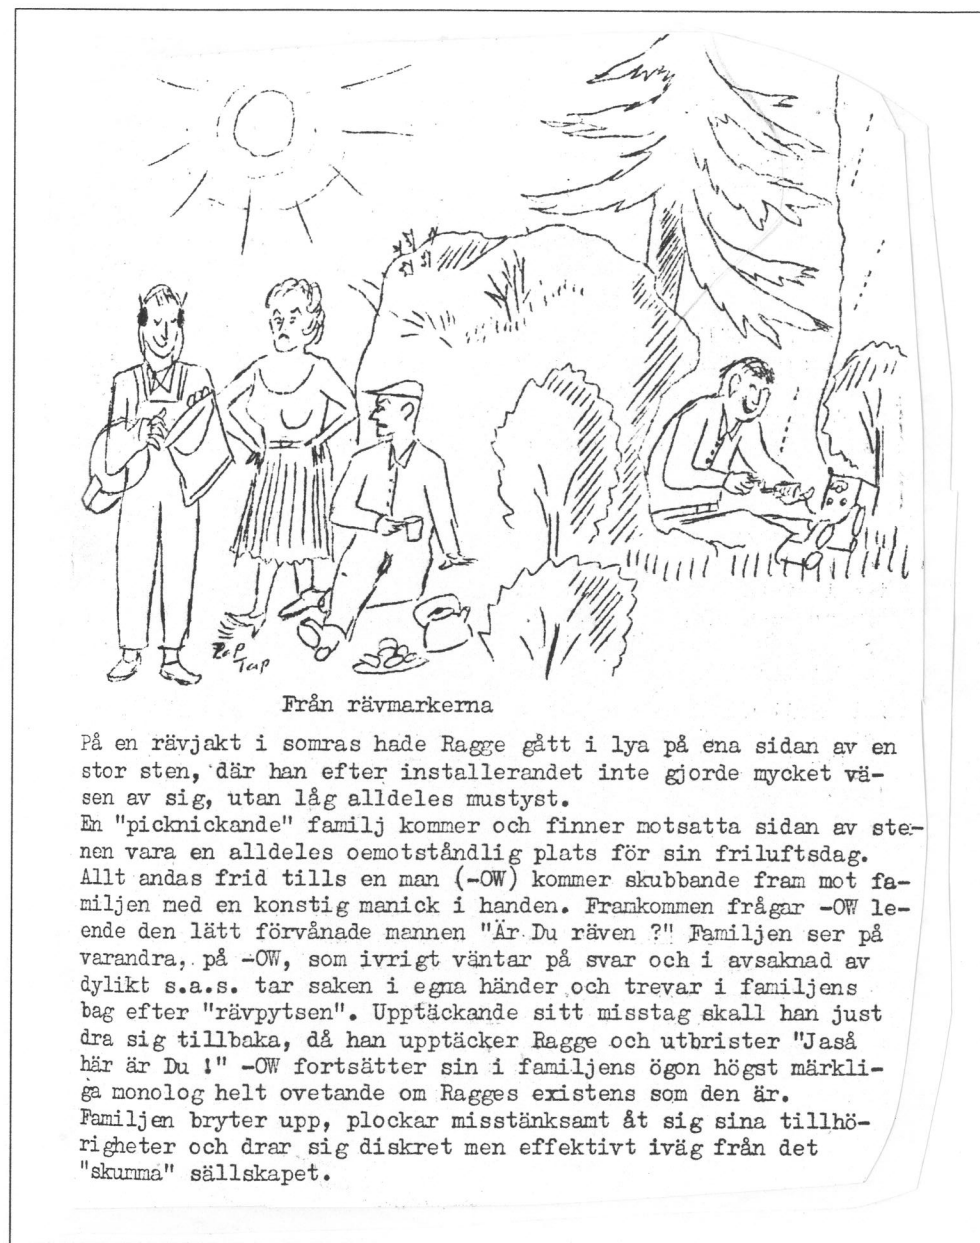 Tap
Från rävmarkerna
På en rävjakt i somras hade Ragge gått i lya på ena sidan av en
stor sten, där han efter installerandet inte gjorde mycket vä-
sen av sig, utan låg alldeles mustyst.
En "picknickande" familj kommer och finner motsatta sidan av ste-
nen vara en alldeles oemotståndlig plats för sin friluftsdag.
Allt andas frid tills en man (-OW) kommer skubbande fram mot fa-
miljen med en konstig manick i handen. Framkommen frågar -OW le-
ende den lätt förvånade mannen "Är Du räven ?" Familjen ser på
varandra, på -OW, som ivrigt väntar på svar och i avsaknad av
dylikt s.a.s. tar saken i egna händer och trevar i familjens
bag efter "rävpytsen". Upptäckande sitt misstag skall han just
dra sig tillbaka, då han upptäcker Ragge och utbrister "Jaså
här är Du !" -OW fortsätter sin i familjens ögon högst märkli-
ga monolog helt ovetande om Ragges existens som den är.
Familjen bryter upp, plockar misstänksamt åt sig sina tillhö-
righeter och drar sig diskret men effektivt iväg från det
"skumma" sällskapet.